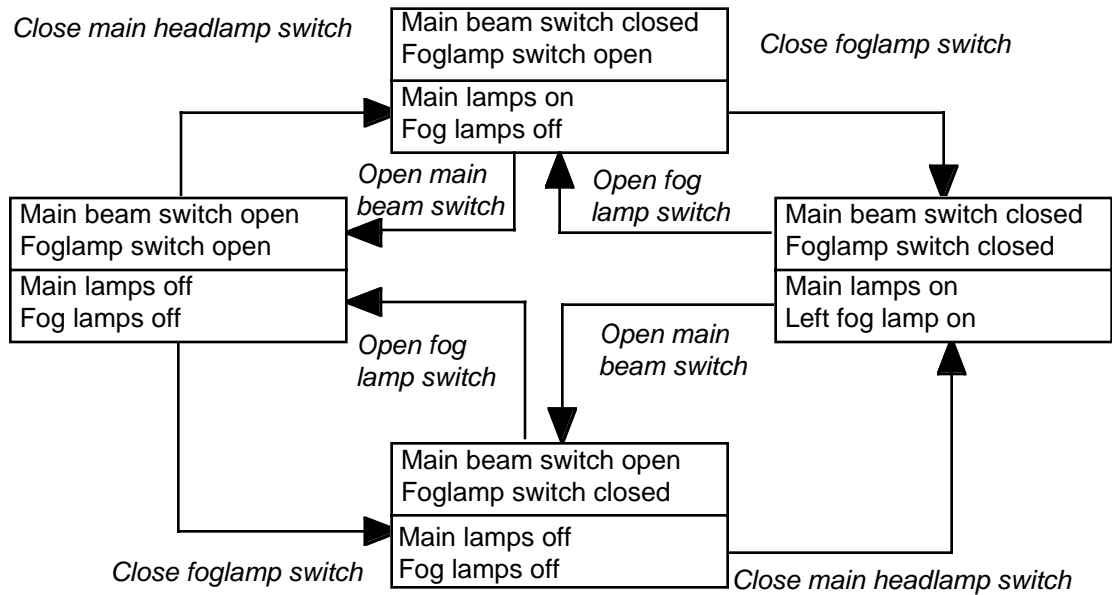 Close main headlamp switch
Main beam switch closed
Foglamp switch open
Main lamps on
Fog lamps off
Close foglamp switch
Open main
beam switch
Open fog
lamp switch
Main beam switch open
Foglamp switch open
Main lamps off
Fog lamps off
Main beam switch closed
Foglamp switch closed
Main lamps on
Left fog lamp on
Open fog
lamp switch
Open main
beam switch
Main beam switch open
Foglamp switch closed
Main lamps off
Fog lamps off
Close foglamp switch
Close main headlamp switch